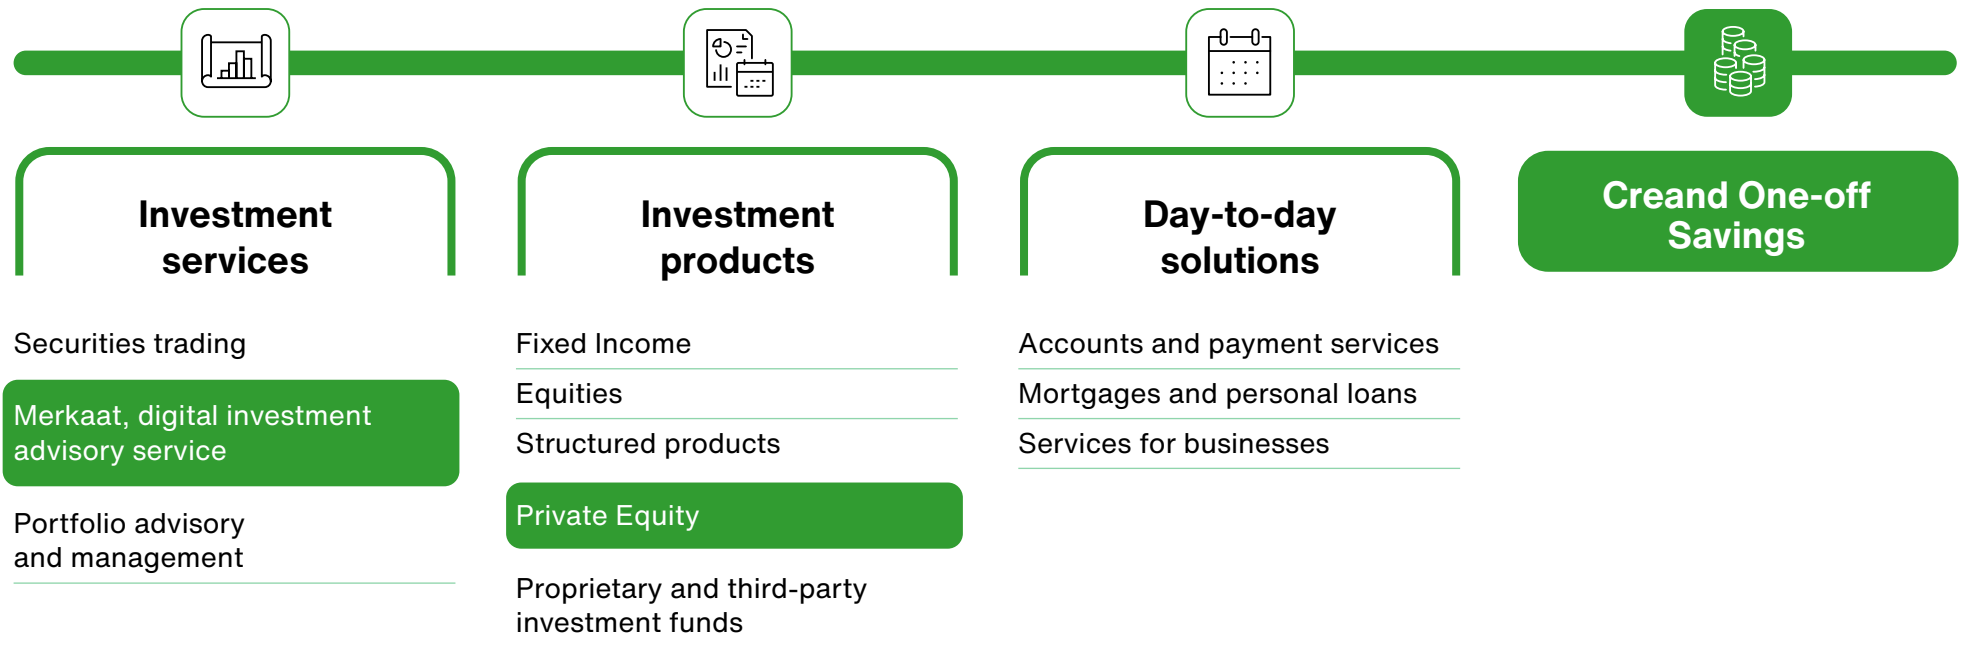 Investment
services
Securities trading
Merkaat, digital investment
advisory service
Portfolio advisory
and management
Investment
products
Fixed Income
Equities
Structured products
Private Equity
Proprietary and third-party
investment funds
Day-to-day
solutions
Accounts and payment services
Mortgages and personal loans
Services for businesses
Creand One-off
Savings